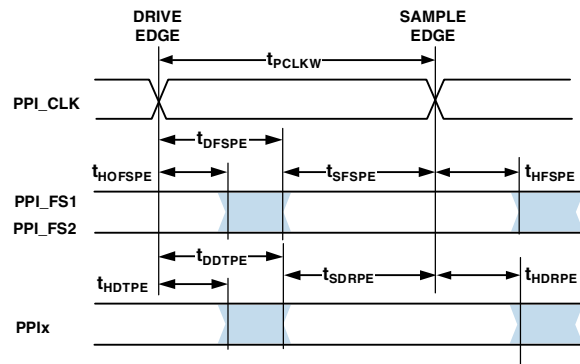 DRIVE
EDGE
SAMPLE
EDGE
tPCLKW
PPI_CLK
tDFSPE
tHOFSPE
tSFSPE
tHFSPE
PPI_FS1
PPI_FS2
tDDTPE
tHDTPE
tSDRPE
tHDRPE
PPIx